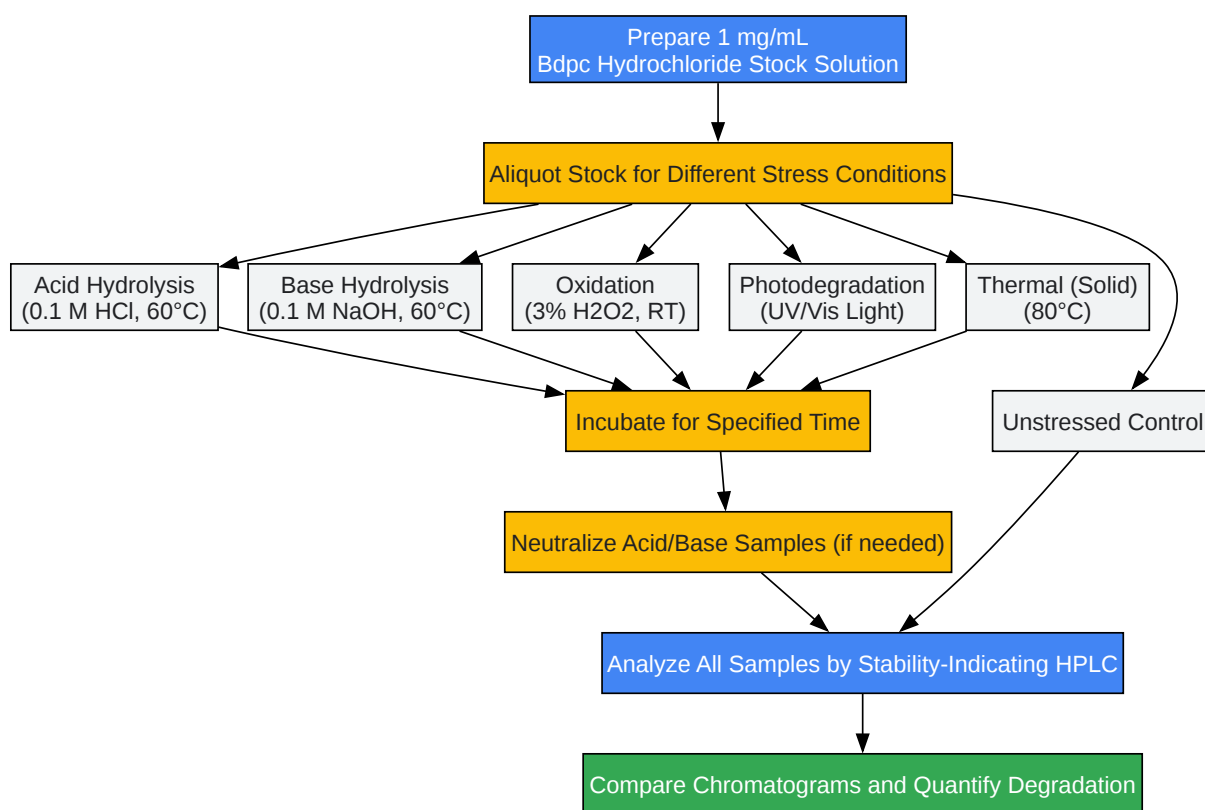 Prepare 1 mg/mL
Bdpc Hydrochloride Stock Solution
Aliquot Stock for Different Stress Conditions
Acid Hydrolysis
(0.1 M HCl, 60°C)
Base Hydrolysis
(0.1 M NaOH, 60°C)
Oxidation
(3% H2O2, RT)
Photodegradation
(UV/Vis Light)
Thermal (Solid)
(80°C)
Incubate for Specified Time
Unstressed Control
Neutralize Acid/Base Samples (if needed)
Analyze All Samples by Stability-Indicating HPLC
Compare Chromatograms and Quantify Degradation